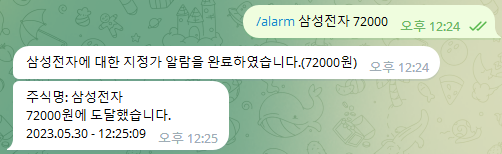 /alarm 삼성전자 72000 오후 12:24
삼성전자에 대한 지정가 알람을 완료하였습니다.(72000원) 오후 12:24
주식명: 삼성전자
72000원에 도달했습니다.
2023.05.30 - 12:25:09 오후 12:25